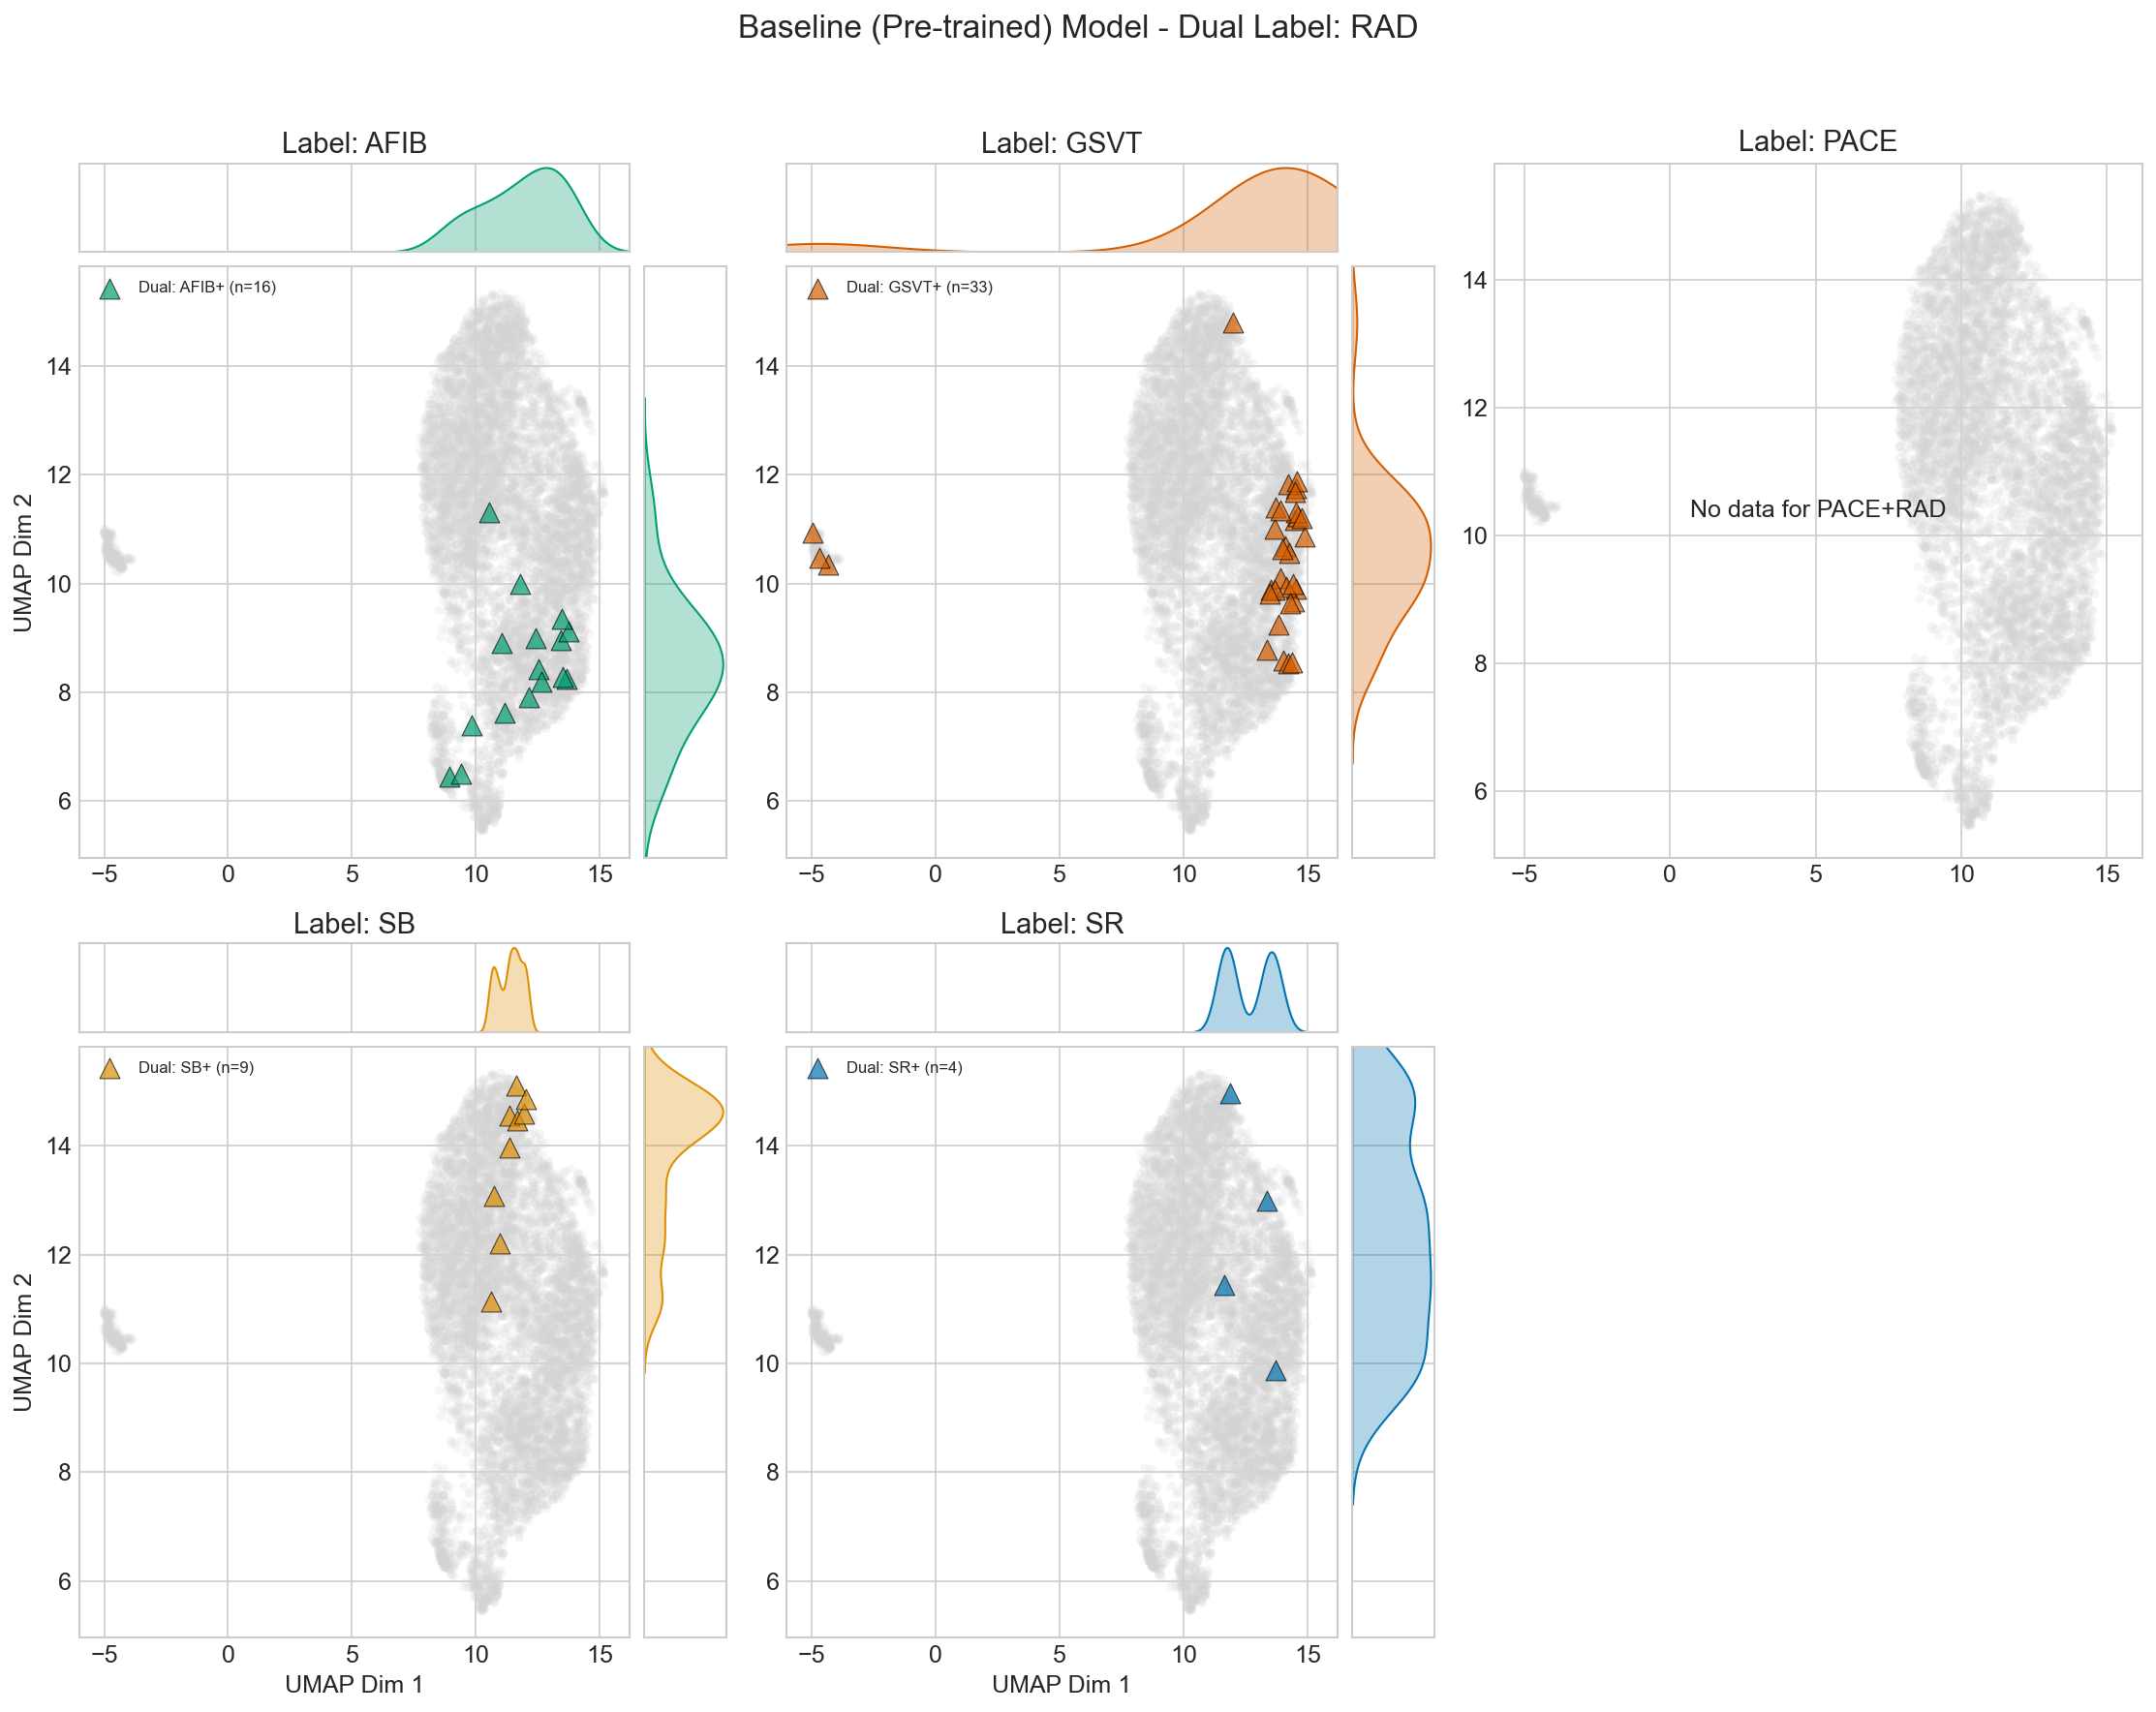 Baseline (Pre-trained) Model - Dual Label: RAD
Label: AFIB
Dual: AFIB+ (n=16)
UMAP Dim 2
14
12
10
8
6
−5 0 5 10 15
Label: GSVT
Dual: GSVT+ (n=33)
14
12
10
8
6
−5 0 5 10 15
Label: PACE
No data for PACE+RAD
14
12
10
8
6
−5 0 5 10 15
Label: SB
Dual: SB+ (n=9)
UMAP Dim 2
14
12
10
8
6
−5 0 5 10 15
UMAP Dim 1
Label: SR
Dual: SR+ (n=4)
14
12
10
8
6
−5 0 5 10 15
UMAP Dim 1